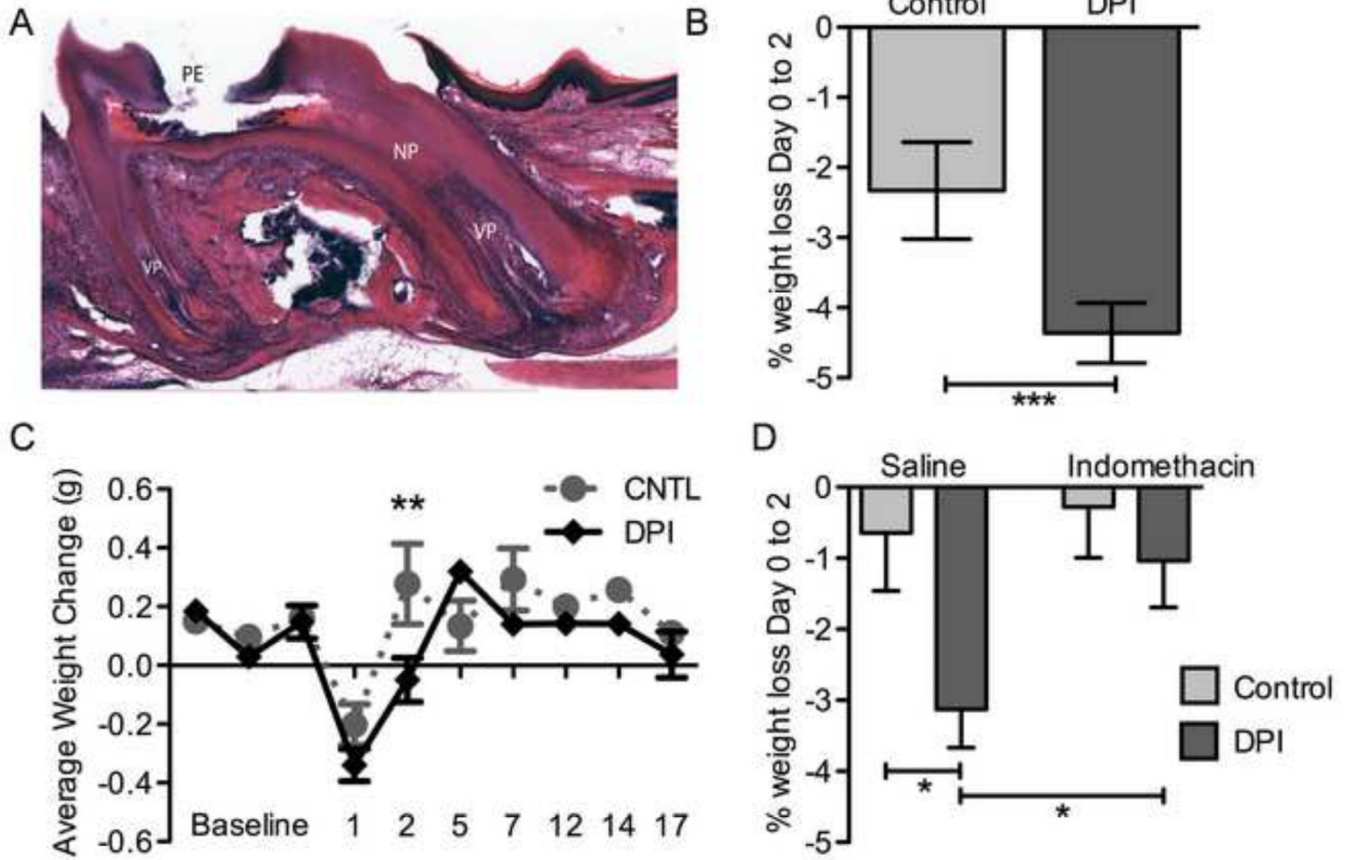 A
PE
NP
VP
VP
B
Control DPI
% weight loss Day 0 to 2
0
-1
-2
-3
-4
-5
***
C
Average Weight Change (g)
0.6
0.4
0.2
0.0
-0.2
-0.4
-0.6
**
CNTL
DPI
Baseline 1 2 5 7 12 14 17
D
Saline Indomethacin
% weight loss Day 0 to 2
0
-1
-2
-3
-4
-5
*
*
Control
DPI